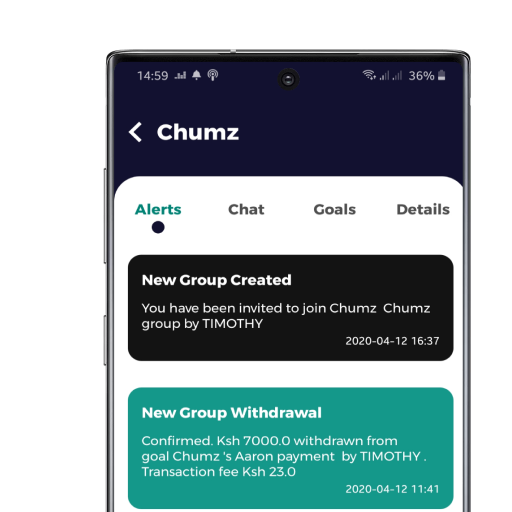 14:59 36%
Chumz
Alerts Chat Goals Details
New Group Created
You have been invited to join Chumz  Chumz
group by TIMOTHY
2020-04-12 16:37
New Group Withdrawal
Confirmed. Ksh 7000.0 withdrawn from
goal Chumz 's Aaron payment  by TIMOTHY .
Transaction fee Ksh 23.0
2020-04-12 11:41